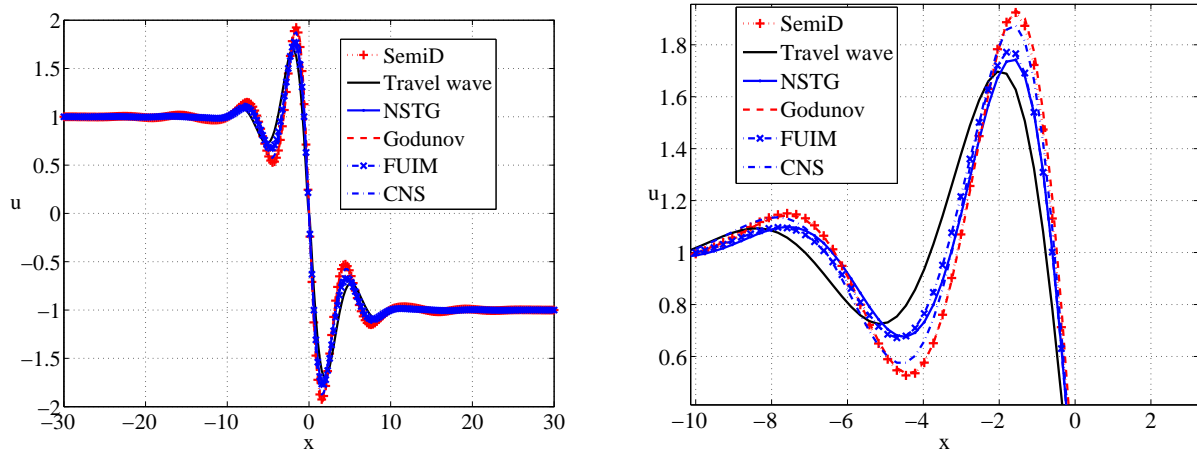 2
1.5
1
0.5
0
−0.5
−1
−1.5
−2
u
−30
−20
−10
0
10
20
30
x
SemiD
Travel wave
NSTG
Godunov
FUIM
CNS
1.8
1.6
1.4
1.2
1
0.8
0.6
u
−10
−8
−6
−4
−2
0
2
x
SemiD
Travel wave
NSTG
Godunov
FUIM
CNS